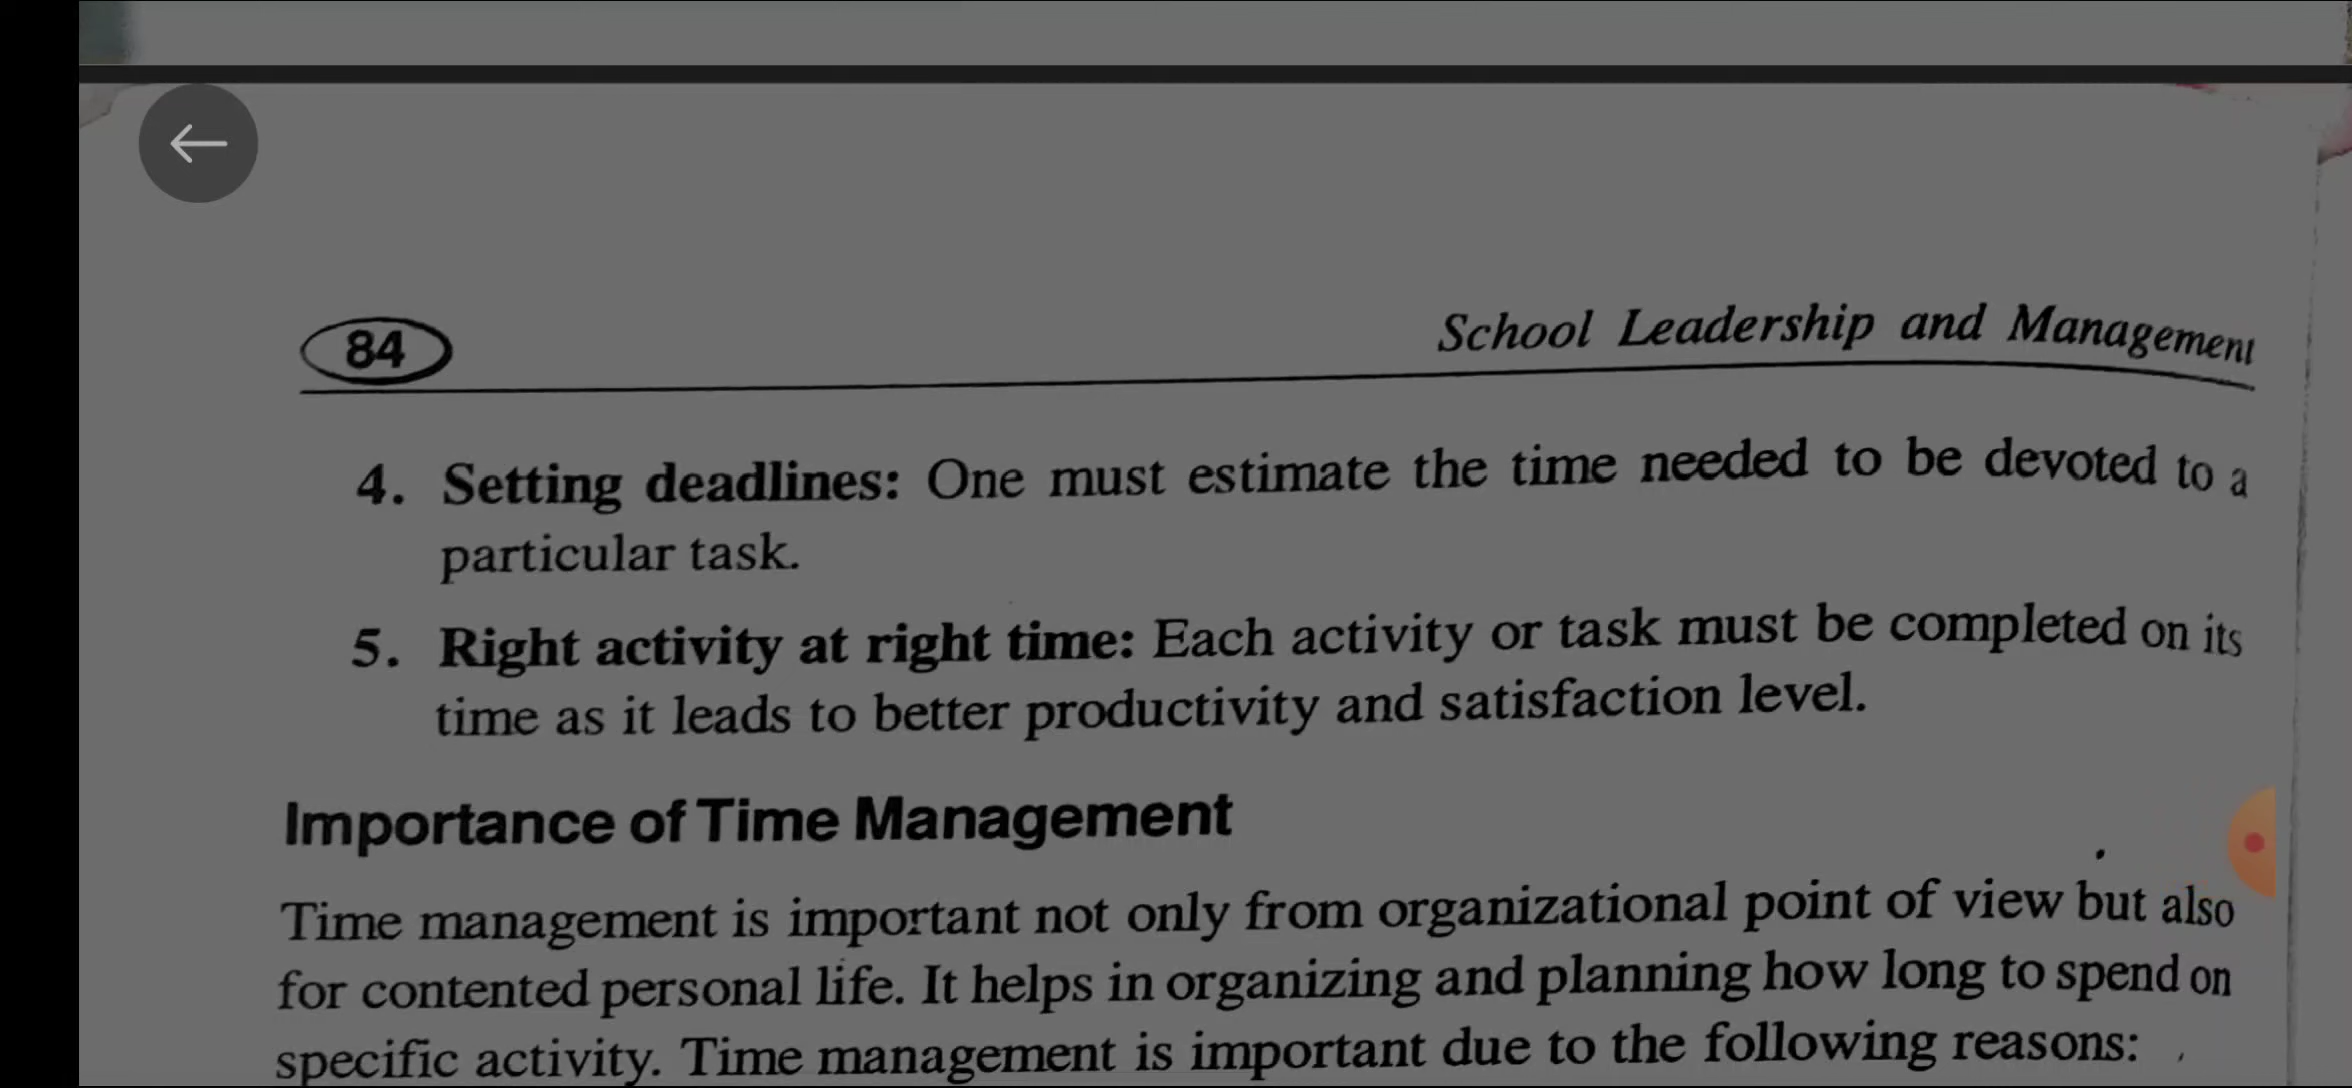 84
School Leadership and Management
4. Setting deadlines: One must estimate the time needed to be devoted to a
particular task.
5. Right activity at right time: Each activity or task must be completed on its
time as it leads to better productivity and satisfaction level.
Importance of Time Management
Time management is important not only from organizational point of view but also
for contented personal life. It helps in organizing and planning how long to spend on
specific activity. Time management is important due to the following reasons: